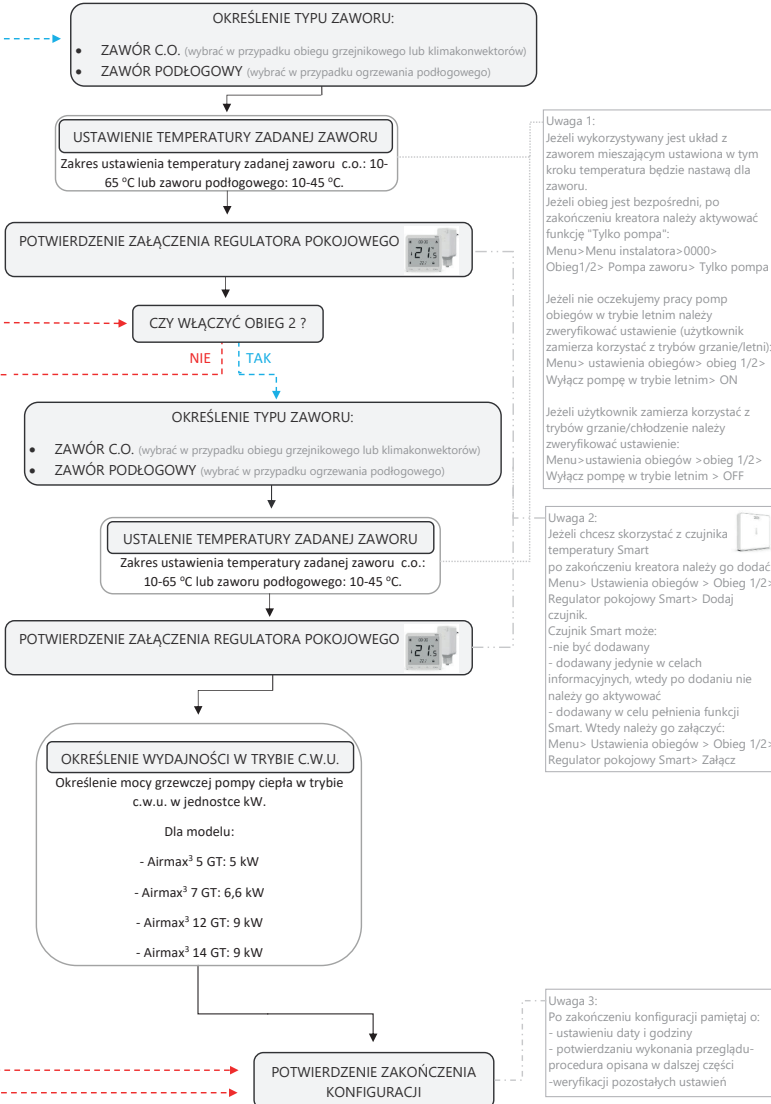 OKREŚLENIE TYPU ZAWORU:
• ZAWÓR C.O. (wybrać w przypadku obiegu grzejnikowego lub klimakonwektorów)
• ZAWÓR PODŁOGOWY (wybrać w przypadku ogrzewania podłogowego)
USTAWIENIE TEMPERATURY ZADANEJ ZAWORU
Zakres ustawienia temperatury zadanej zaworu c.o.: 10-
65 °C lub zaworu podłogowego: 10-45 °C.
POTWIERDZENIE ZAŁĄCZENIA REGULATORA POKOJOWEGO
CZY WŁĄCZYĆ OBIEG 2 ?
NIE TAK
OKREŚLENIE TYPU ZAWORU:
• ZAWÓR C.O. (wybrać w przypadku obiegu grzejnikowego lub klimakonwektorów)
• ZAWÓR PODŁOGOWY (wybrać w przypadku ogrzewania podłogowego)
USTALENIE TEMPERATURY ZADANEJ ZAWORU
Zakres ustawienia temperatury zadanej zaworu c.o.:
10-65 °C lub zaworu podłogowego: 10-45 °C.
POTWIERDZENIE ZAŁĄCZENIA REGULATORA POKOJOWEGO
OKREŚLENIE WYDAJNOŚCI W TRYBIE C.W.U.
Określenie mocy grzewczej pompy ciepła w trybie
c.w.u. w jednostce kW.
Dla modelu:
- Airmax³ 5 GT: 5 kW
- Airmax³ 7 GT: 6,6 kW
- Airmax³ 12 GT: 9 kW
- Airmax³ 14 GT: 9 kW
POTWIERDZENIE ZAKOŃCZENIA
KONFIGURACJI
Uwaga 1:
Jeżeli wykorzystywany jest układ z
zaworem mieszającym ustawiona w tym
kroku temperatura będzie nastawą dla
zaworu.
Jeżeli obieg jest bezpośredni, po
zakończeniu kreatora należy aktywować
funkcję "Tylko pompa":
Menu>Menu instalatora>0000>
Obieg1/2> Pompa zaworu> Tylko pompa
Jeżeli nie oczekujemy pracy pomp
obiegów w trybie letnim należy
zweryfikować ustawienie (użytkownik
zamierza korzystać z trybów grzanie/letni):
Menu> ustawienia obiegów> obieg 1/2>
Wyłącz pompę w trybie letnim> ON
Jeżeli użytkownik zamierza korzystać z
trybów grzanie/chłodzenie należy
zweryfikować ustawienie:
Menu>ustawienia obiegów >obieg 1/2>
Wyłącz pompę w trybie letnim > OFF
Uwaga 2:
Jeżeli chcesz skorzystać z czujnika
temperatury Smart
po zakończeniu kreatora należy go dodać:
Menu> Ustawienia obiegów > Obieg 1/2>
Regulator pokojowy Smart> Dodaj
czujnik.
Czujnik Smart może:
-nie być dodawany
- dodawany jedynie w celach
informacyjnych, wtedy po dodaniu nie
należy go aktywować
- dodawany w celu pełnienia funkcji
Smart. Wtedy należy go załączyć:
Menu> Ustawienia obiegów > Obieg 1/2>
Regulator pokojowy Smart> Załącz
Uwaga 3:
Po zakończeniu konfiguracji pamiętaj o:
- ustawieniu daty i godziny
- potwierdzaniu wykonania przeglądu-
procedura opisana w dalszej części
-weryfikacji pozostałych ustawień